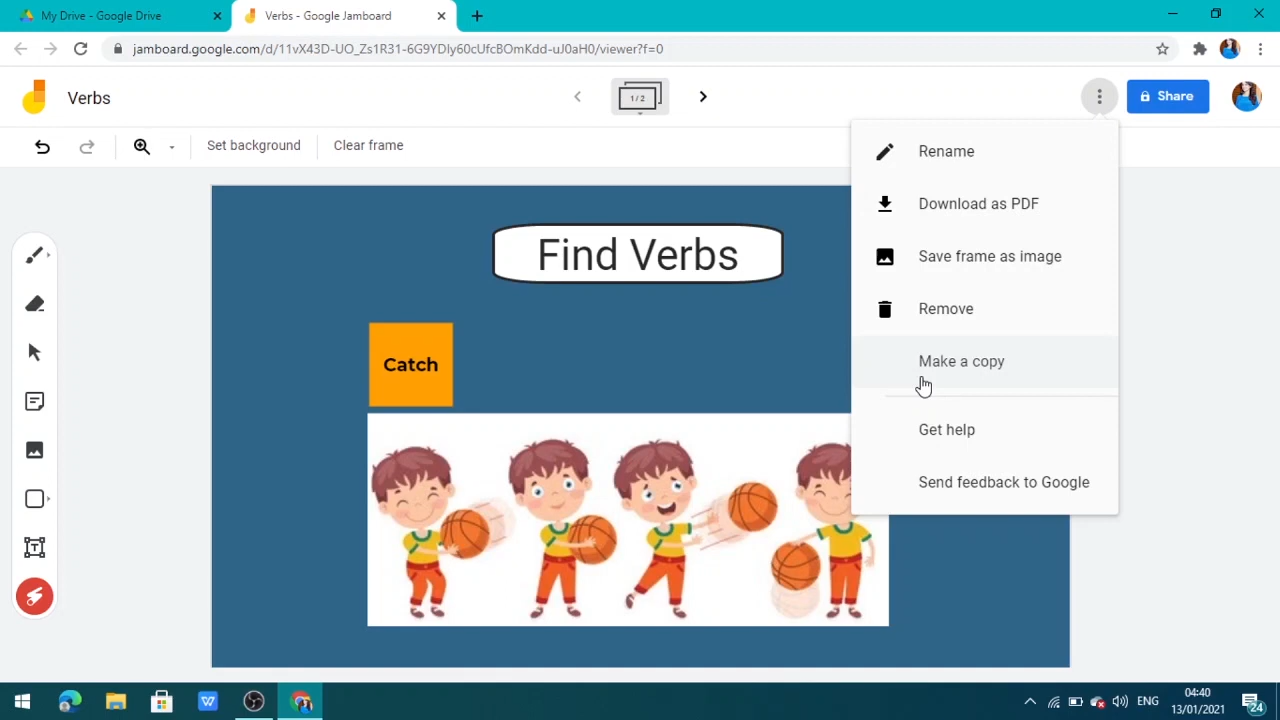 My Drive - Google Drive
Verbs - Google Jamboard
jamboard.google.com/d/11vX43D-UO_Zs1R31-6G9YDly60cUfcBOmKdd-uJ0aH0/viewer?f=0
Verbs
1 / 2
Share
Set background
Clear frame
Rename
Download as PDF
Save frame as image
Remove
Make a copy
Get help
Send feedback to Google
Find Verbs
Catch
ENG
04:40
13/01/2021
24